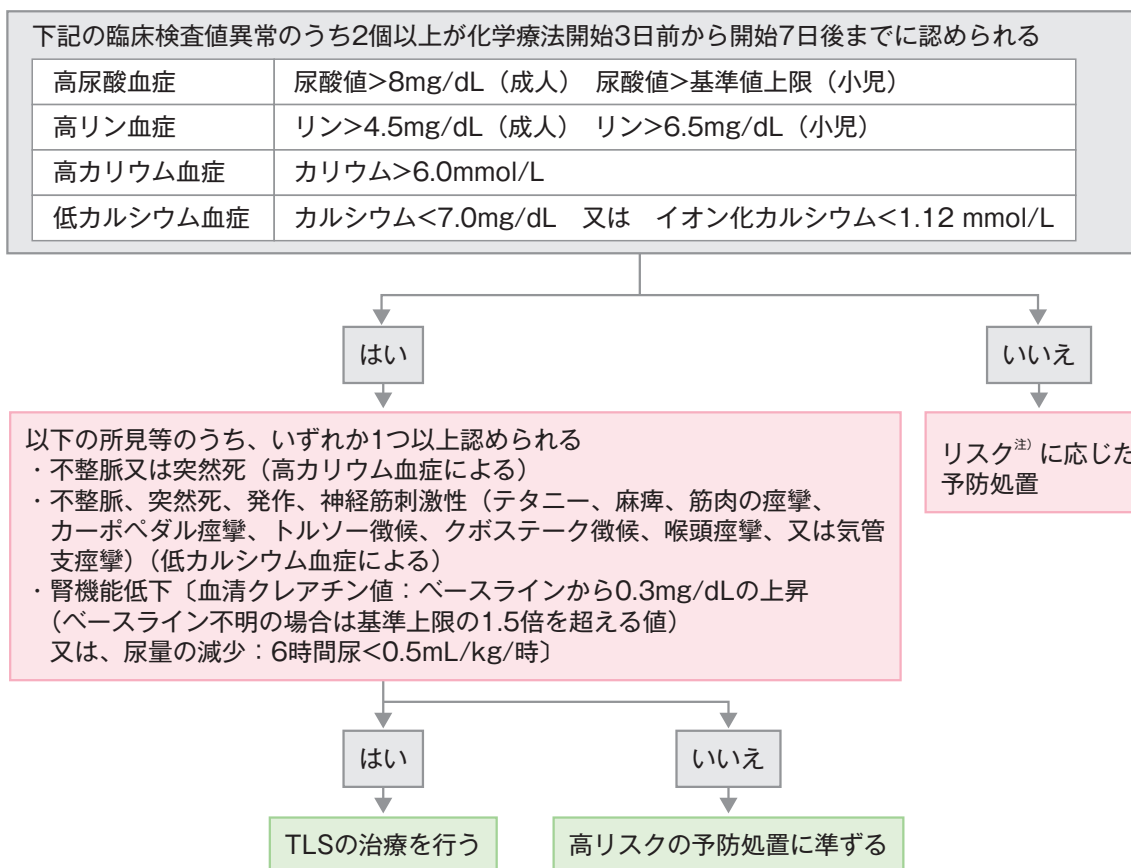 下記の臨床検査値異常のうち2個以上が化学療法開始3日前から開始7日後までに認められる
高尿酸血症 尿酸値>8mg/dL（成人） 尿酸値>基準値上限（小児）
高リン血症 リン>4.5mg/dL（成人） リン>6.5mg/dL（小児）
高カリウム血症 カリウム>6.0mmol/L
低カルシウム血症 カルシウム<7.0mg/dL 又は イオン化カルシウム<1.12 mmol/L
はい
いいえ
以下の所見等のうち、いずれか1つ以上認められる
・不整脈又は突然死（高カリウム血症による）
・不整脈、突然死、発作、神経筋刺激性（テタニー、麻痺、筋肉の痙攣、
カーポペダル痙攣、トルソー徴候、クボステーク徴候、喉頭痙攣、又は気管
支痙攣）（低カルシウム血症による）
・腎機能低下〔血清クレアチン値：ベースラインから0.3mg/dLの上昇
（ベースライン不明の場合は基準上限の1.5倍を超える値）
又は、尿量の減少：6時間尿<0.5mL/kg/時〕
リスク注）に応じた
予防処置
はい
いいえ
TLSの治療を行う
高リスクの予防処置に準ずる